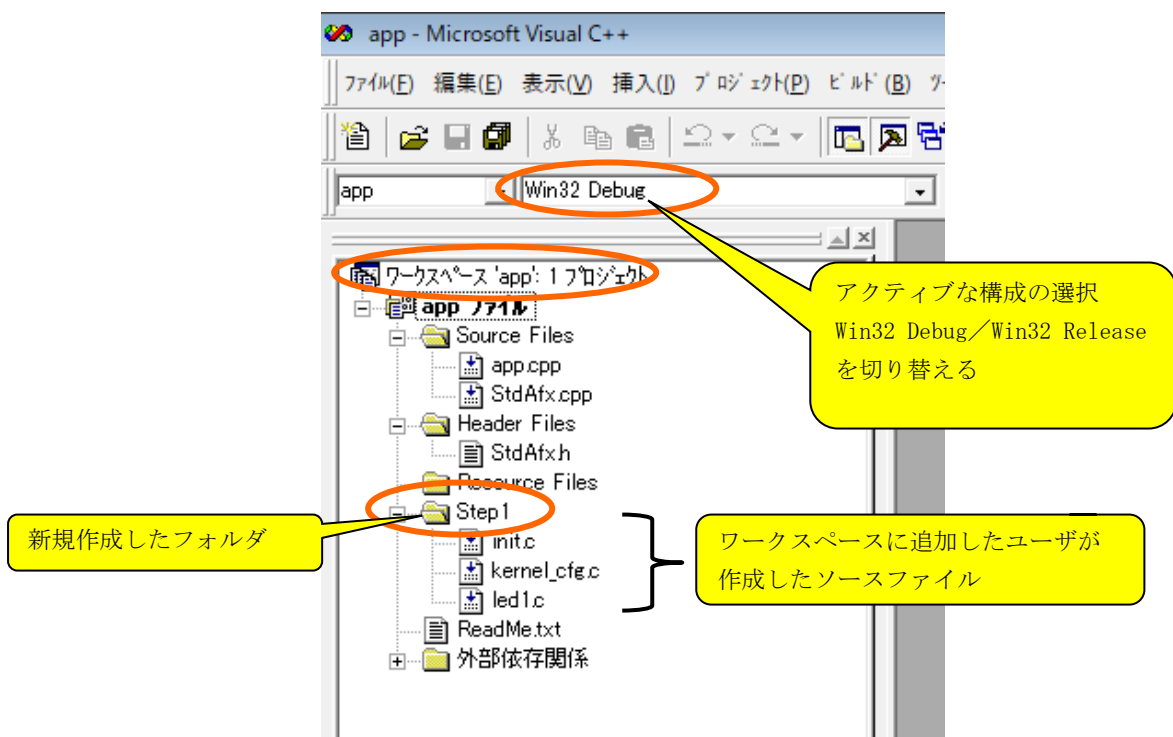 app - Microsoft Visual C++
ファイル(F) 編集(E) 表示(V) 挿入(I) プロジェクト(P) ビルド(B) ツ
app
Win32 Debug
ワークスペース 'app': 1 プロジェクト
app ファイル
Source Files
app.cpp
StdAfx.cpp
Header Files
StdAfx.h
Resource Files
Step1
init.c
kernel_cfg.c
led1.c
ReadMe.txt
外部依存関係
アクティブな構成の選択
Win32 Debug／Win32 Release
を切り替える
新規作成したフォルダ
ワークスペースに追加したユーザが
作成したソースファイル